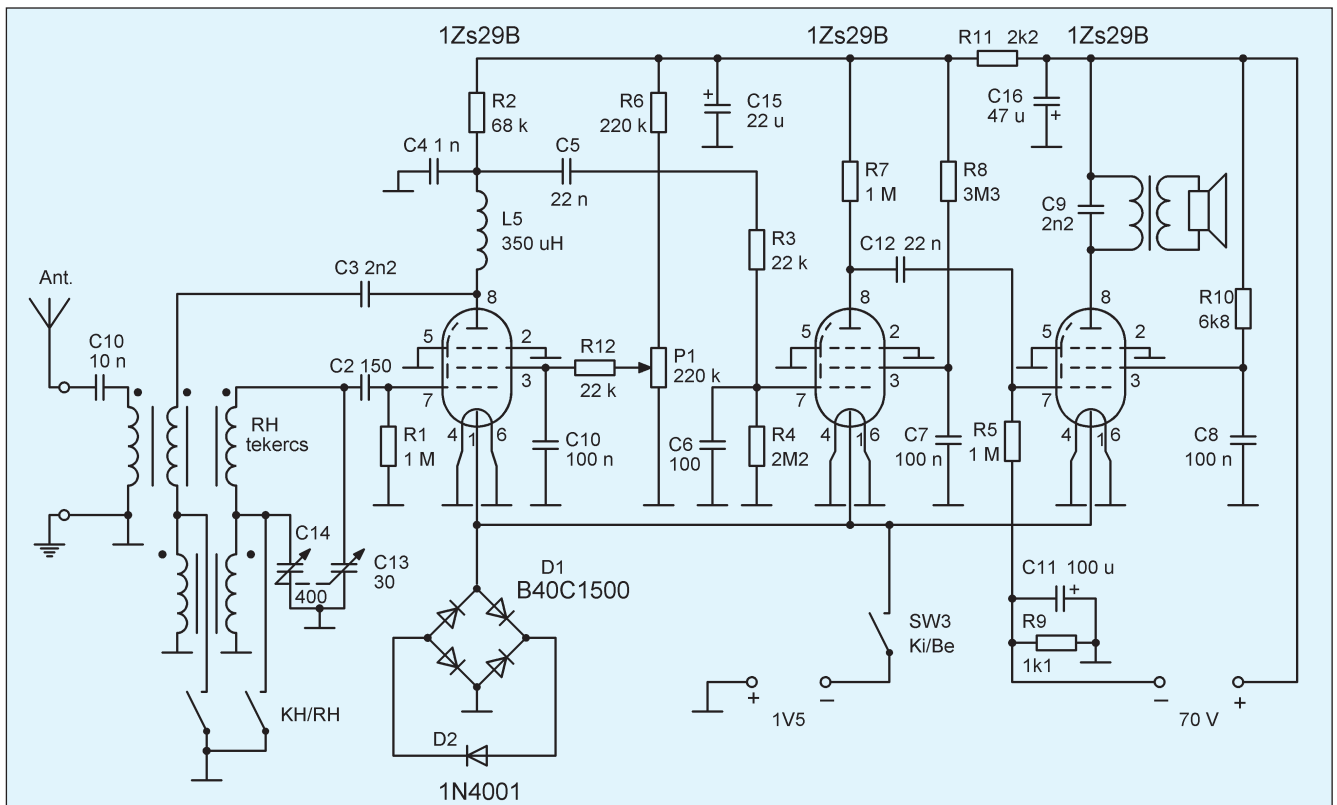 1Zs29B
1Zs29B
R11 2k2
1Zs29B
R2
68 k
R6
220 k
C15
22 u
+
C16
47 u
+
C4 1 n
C5
22 n
R7
1 M
R8
3M3
C9
2n2
L5
350 uH
R3
22 k
C12 22 n
Ant.
C3 2n2
R10
6k8
C10
10 n
8
5
2
3
7
4
1
6
R12
22 k
P1
220 k
8
5
2
3
7
4
1
6
8
5
2
3
7
4
1
6
C2 150
RH
tekercs
R1
1 M
C10
100 n
C6
100
R4
2M2
C7
100 n
R5
1 M
C8
100 n
C14
400
C13
30
D1
B40C1500
C11 100 u
+
R9
1k1
SW3
Ki/Be
KH/RH
+
1V5
–
–
70 V
+
D2
1N4001